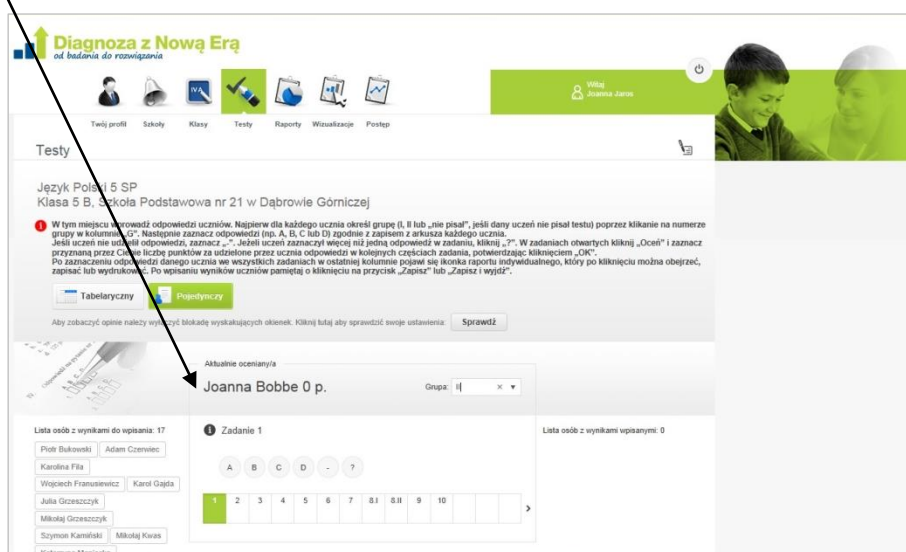 Diagnoza z Nową Erą
od badania do rozwiązania
IV A
Twój profil Szkoły Klasy Testy Raporty Wizualizacje Postęp
Witaj
Joanna Jaros
Testy
Język Polski 5 SP
Klasa 5 B, Szkoła Podstawowa nr 21 w Dąbrowie Górniczej
W tym miejscu wprowadź odpowiedzi uczniów. Najpierw dla każdego ucznia określ grupę (I, II lub „nie pisał", jeśli dany uczeń nie pisał testu) poprzez klikanie na numerze
grupy w kolumnie „G". Następnie zaznacz odpowiedzi (np. A, B, C lub D) zgodnie z zapisem z arkusza każdego ucznia.
Jeśli uczeń nie udzielił odpowiedzi, zaznacz „-". Jeżeli uczeń zaznaczył więcej niż jedną odpowiedź w zadaniu, kliknij „?". W zadaniach otwartych kliknij „Oceń" i zaznacz
przyznaną przez Ciebie liczbę punktów za udzielone przez ucznia odpowiedzi w kolejnych częściach zadania, potwierdzając kliknięciem „OK".
Po zaznaczeniu odpowiedzi danego ucznia we wszystkich zadaniach w ostatniej kolumnie pojawi się ikonka raportu indywidualnego, który po kliknięciu można obejrzeć,
zapisać lub wydrukować. Po wpisaniu wyników uczniów pamiętaj o kliknięciu na przycisk „Zapisz" lub „Zapisz i wyjdź".
Tabelaryczny Pojedynczy
Aby zobaczyć opinie należy wyłączyć blokadę wyskakujących okienek. Kliknij tutaj aby sprawdzić swoje ustawienia: Sprawdź
Aktualnie oceniany/a
Joanna Bobbe 0 p. Grupa: II
Lista osób z wynikami do wpisania: 17
Zadanie 1
Lista osób z wynikami wpisanymi: 0
Piotr Bukowski Adam Czerwiec
Karolina Fila
Wojciech Franusiewicz Karol Gajda
Julia Grzeszczyk
Mikołaj Grzeszczyk
Szymon Kamiński Mikołaj Kwas
A B C D - ?
1 2 3 4 5 6 7 8.I 8.II 9 10